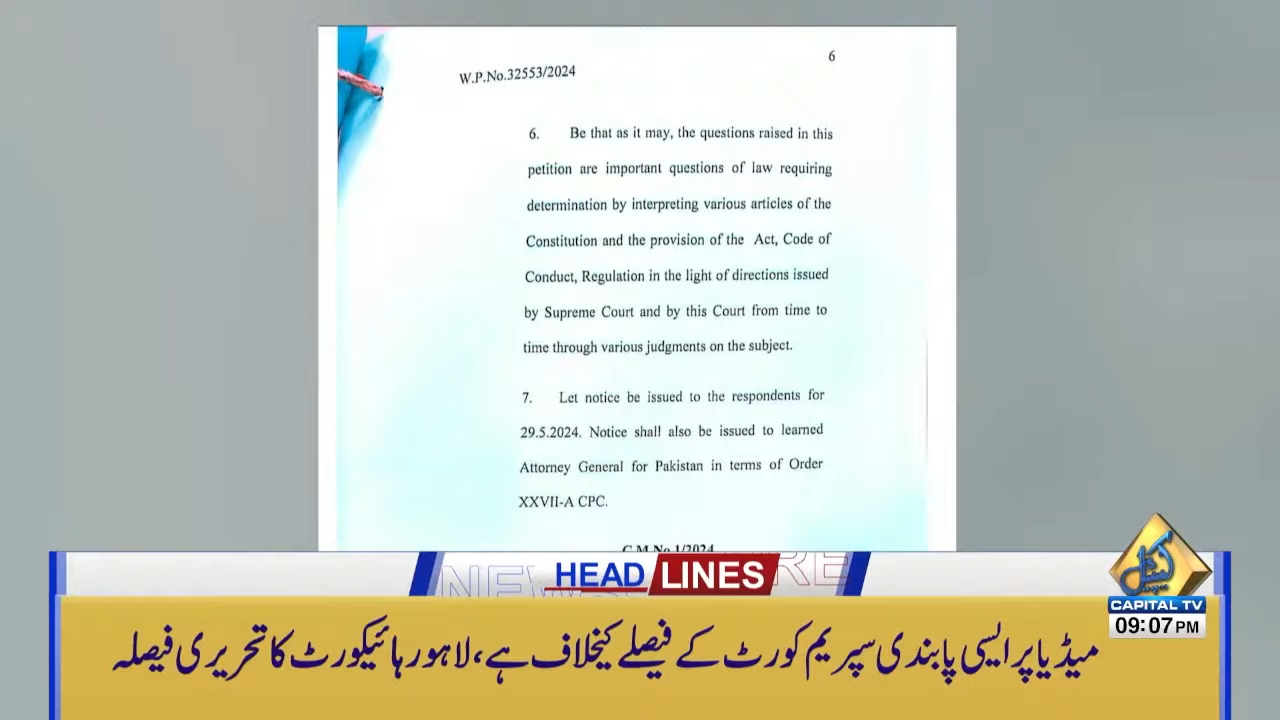 W.P.No.32553/2024
6
6. Be that as it may, the questions raised in this
petition are important questions of law requiring
determination by interpreting various articles of the
Constitution and the provision of the Act, Code of
Conduct, Regulation in the light of directions issued
by Supreme Court and by this Court from time to
time through various judgments on the subject.
7. Let notice be issued to the respondents for
29.5.2024. Notice shall also be issued to learned
Attorney General for Pakistan in terms of Order
XXVII-A CPC.
C.M.No.1/2024
HEAD LINES
کیپٹل
CAPITAL TV
09:07 PM
میڈیا پر ایسی پابندی سپریم کورٹ کے فیصلے کیخلاف ہے، لاہور ہائیکورٹ کا تحریری فیصلہ